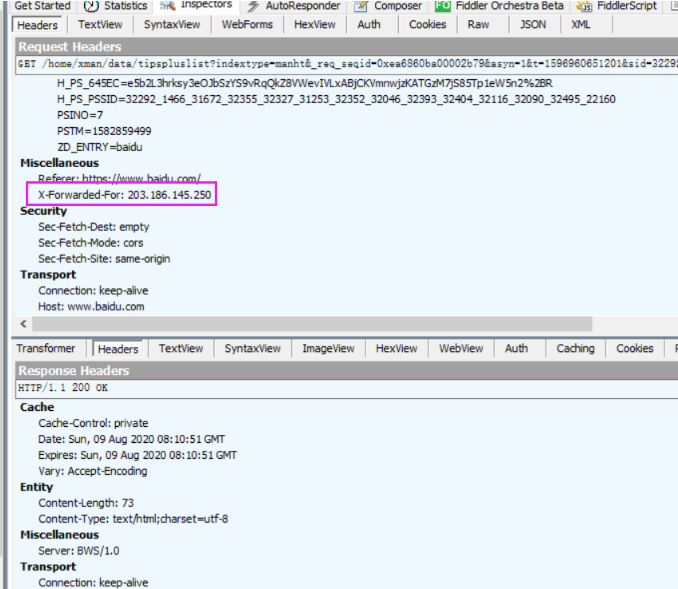 Get Started Statistics Inspectors AutoResponder Composer FO Fiddler Orchestra Beta FiddlerScript
Headers TextView SyntaxView WebForms HexView Auth Cookies Raw JSON XML
Request Headers
GET /home/xman/data/tipspluslist?indextype=manht&_req_seqid=0xea6860ba00002b79&asyn=1&t=1596960651201&sid=32292
H_PS_645EC=e5b2L3hrksy3eOJbSzYS9vRqQkZ8VWevIVLxABjCKVmnwjzKATGzM7jS85Tp1eW5n2%2BR
H_PS_PSSID=32292_1466_31672_32355_32327_31253_32352_32046_32393_32404_32116_32090_32495_22160
PSINO=7
PSTM=1582859499
ZD_ENTRY=baidu
Miscellaneous
Referer: https://www.baidu.com/
X-Forwarded-For: 203.186.145.250
Security
Sec-Fetch-Dest: empty
Sec-Fetch-Mode: cors
Sec-Fetch-Site: same-origin
Transport
Connection: keep-alive
Host: www.baidu.com
Transformer Headers TextView SyntaxView ImageView HexView WebView Auth Caching Cookies
Response Headers
HTTP/1.1 200 OK
Cache
Cache-Control: private
Date: Sun, 09 Aug 2020 08:10:51 GMT
Expires: Sun, 09 Aug 2020 08:10:51 GMT
Vary: Accept-Encoding
Entity
Content-Length: 73
Content-Type: text/html;charset=utf-8
Miscellaneous
Server: BWS/1.0
Transport
Connection: keep-alive